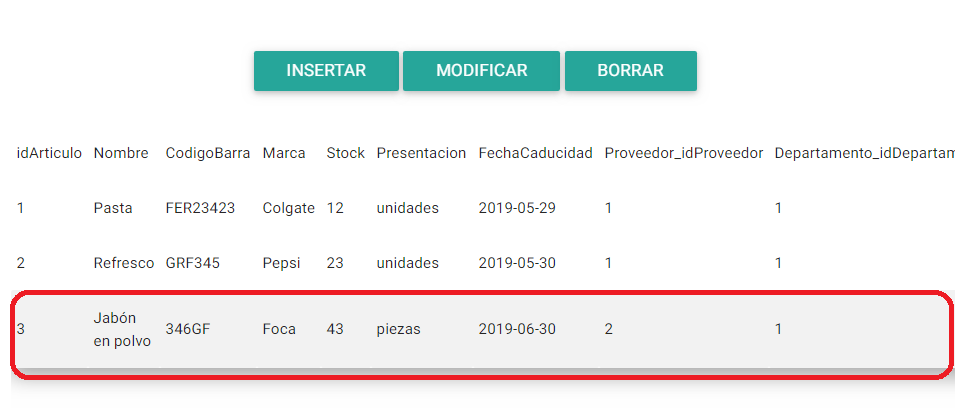 INSERTAR MODIFICAR BORRAR
idArticulo Nombre CodigoBarra Marca Stock Presentacion FechaCaducidad Proveedor_idProveedor Departamento_idDepartam
1 Pasta FER23423 Colgate 12 unidades 2019-05-29 1 1
2 Refresco GRF345 Pepsi 23 unidades 2019-05-30 1 1
3 Jabón en polvo 346GF Foca 43 piezas 2019-06-30 2 1